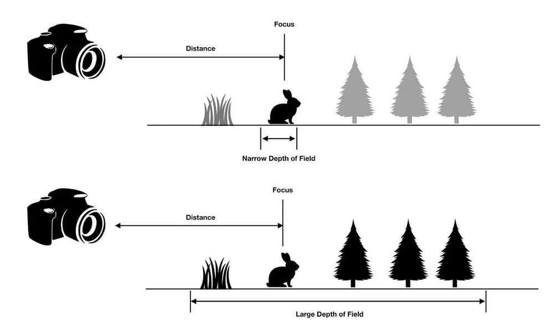 Focus
Distance
Narrow Depth of Field
Focus
Distance
Large Depth of Field